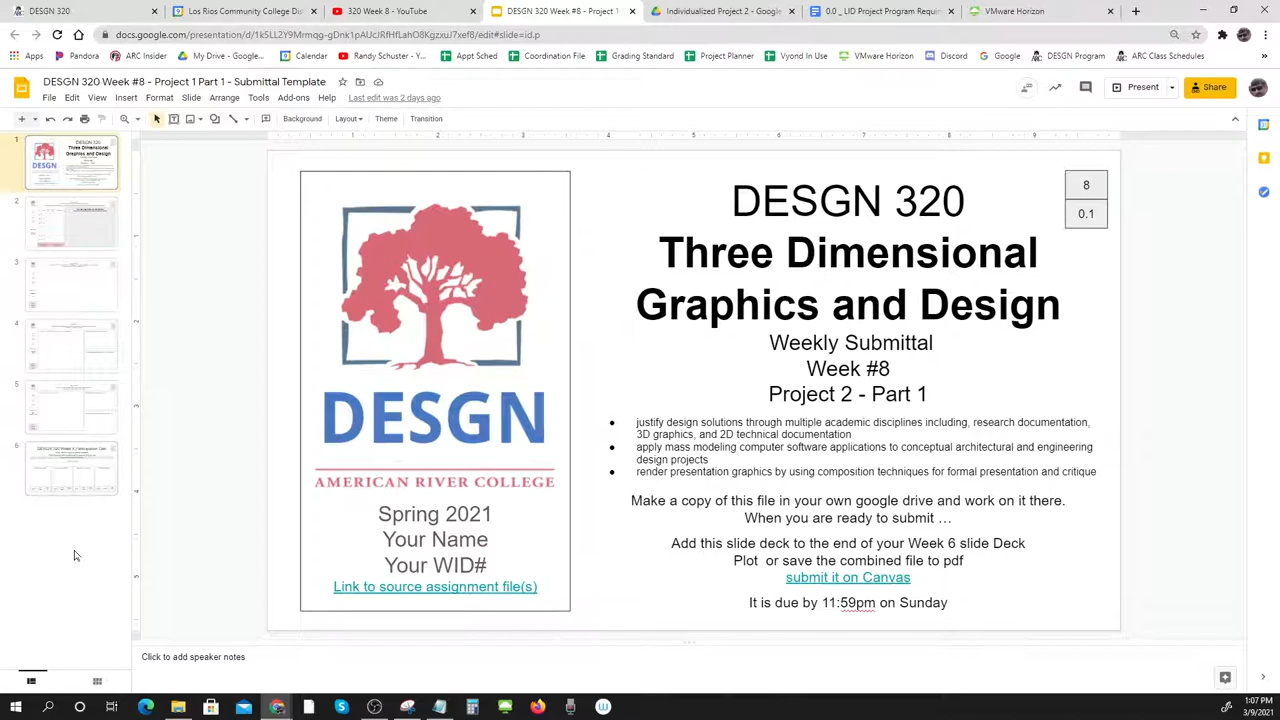 DESGN 320
Los Rios Community College Dis
320 Week #8 - YouTube
DESGN 320 Week #8 - Project 1
Individualized Project 2 - Google
0.0 _ LID Project Program Requi
VMware Horizon
docs.google.com/presentation/d/1k5LL2Y9Mrmqg-gDnk1pAUcJRfHfLahO8KgzxuJ7xef8/edit#slide=id.p
Apps
Pandora
ARC Insider
My Drive - Googl...
Calendar
Randy Schuster - Y...
Appt Sched
Coordination File
Grading Standard
Project Planner
Vyond In Use
VMware Horizon
Discord
Google
DESGN Program
ARC Class Schedules
DESGN 320 Week #8 - Project 1 Part 1 - Submittal Template
Present
Share
File Edit View Insert Format Slide Arrange Tools Add-ons Help Last edit was 2 days ago
Background Layout Theme Transition
1
2
3
4
5
6
DESGN 320
Three Dimensional
Graphics and Design
Weekly Submittal
Week #8
Project 2 - Part 1
8
0.1
justify design solutions through multiple academic disciplines including, research documentation,
3D graphics, and 2D technical documentation
apply mass modeling computer software applications to conceptual architectural and engineering
design projects
render presentation graphics by using composition techniques for formal presentation and critique
Make a copy of this file in your own google drive and work on it there.
When you are ready to submit …
Add this slide deck to the end of your Week 6 slide Deck
Plot or save the combined file to pdf
submit it on Canvas
It is due by 11:59pm on Sunday
DESGN
AMERICAN RIVER COLLEGE
Spring 2021
Your Name
Your WID#
Link to source assignment file(s)
Click to add speaker notes
1:07 PM
3/9/2021